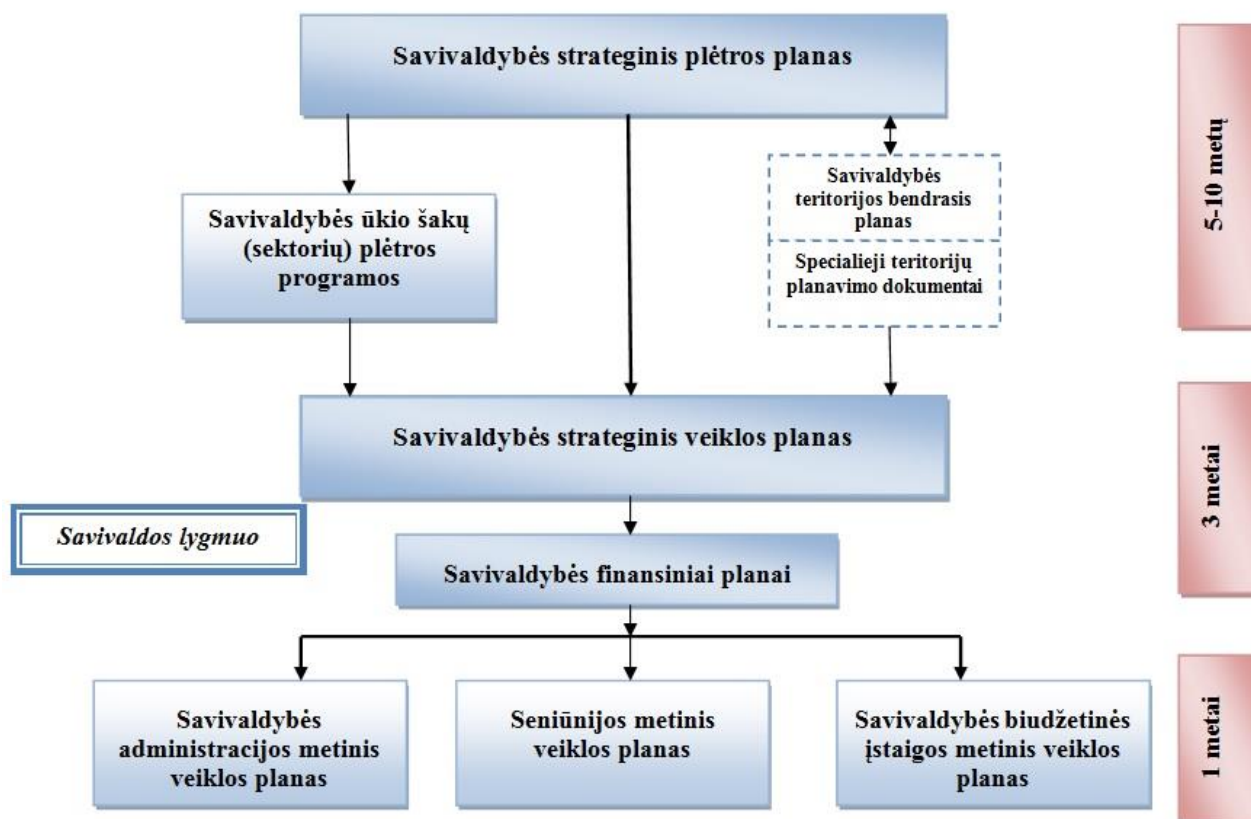 Savivaldybės strateginis plėtros planas
5-10 metų
Savivaldybės ūkio šakų
(sektorių) plėtros
programos
Savivaldybės
teritorijos bendrasis
planas
Specialieji teritorijų
planavimo dokumentai
Savivaldybės strateginis veiklos planas
3 metai
Savivaldos lygmuo
Savivaldybės finansiniai planai
Savivaldybės
administracijos metinis
veiklos planas
Seniūnijos metinis
veiklos planas
Savivaldybės biudžetinės
įstaigos metinis veiklos
planas
1 metai